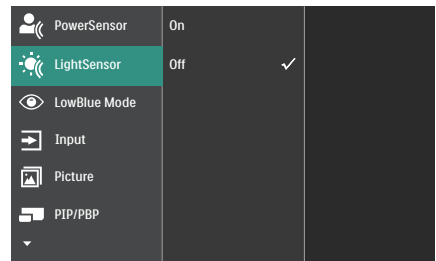 PowerSensor
On
LightSensor
Off
LowBlue Mode
Input
Picture
PIP/PBP